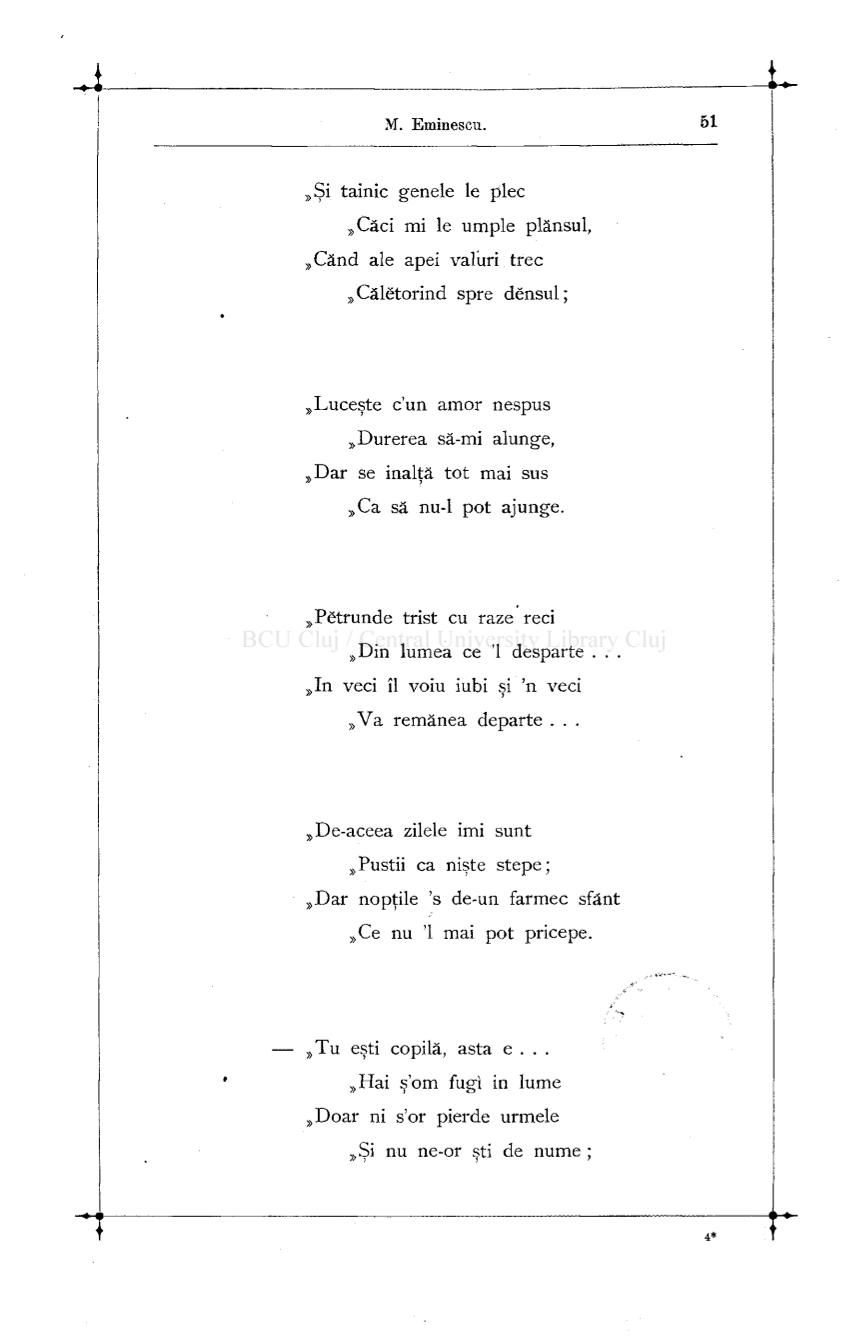 M. Eminescu. 51
„Și tainic genele le plec
„Căci mi le umple plănsul,
„Cănd ale apei valuri trec
„Călĕtorind spre dĕnsul;
„Lucește c'un amor nespus
„Durerea să-mi alunge,
„Dar se inalță tot mai sus
„Ca să nu-l pot ajunge.
„Pĕtrunde trist cu raze reci
BCU Cluj / Central University Library Cluj
„Din lumea ce 'l desparte . . .
„In veci îl voiu iubi și 'n veci
„Va remănea departe . . .
„De-aceea zilele imi sunt
„Pustii ca niște stepe;
„Dar nopțile 's de-un farmec sfănt
„Ce nu 'l mai pot pricepe.
— „Tu ești copilă, asta e . . .
„Hai ș'om fugì in lume
„Doar ni s'or pierde urmele
„Și nu ne-or ști de nume;
4*